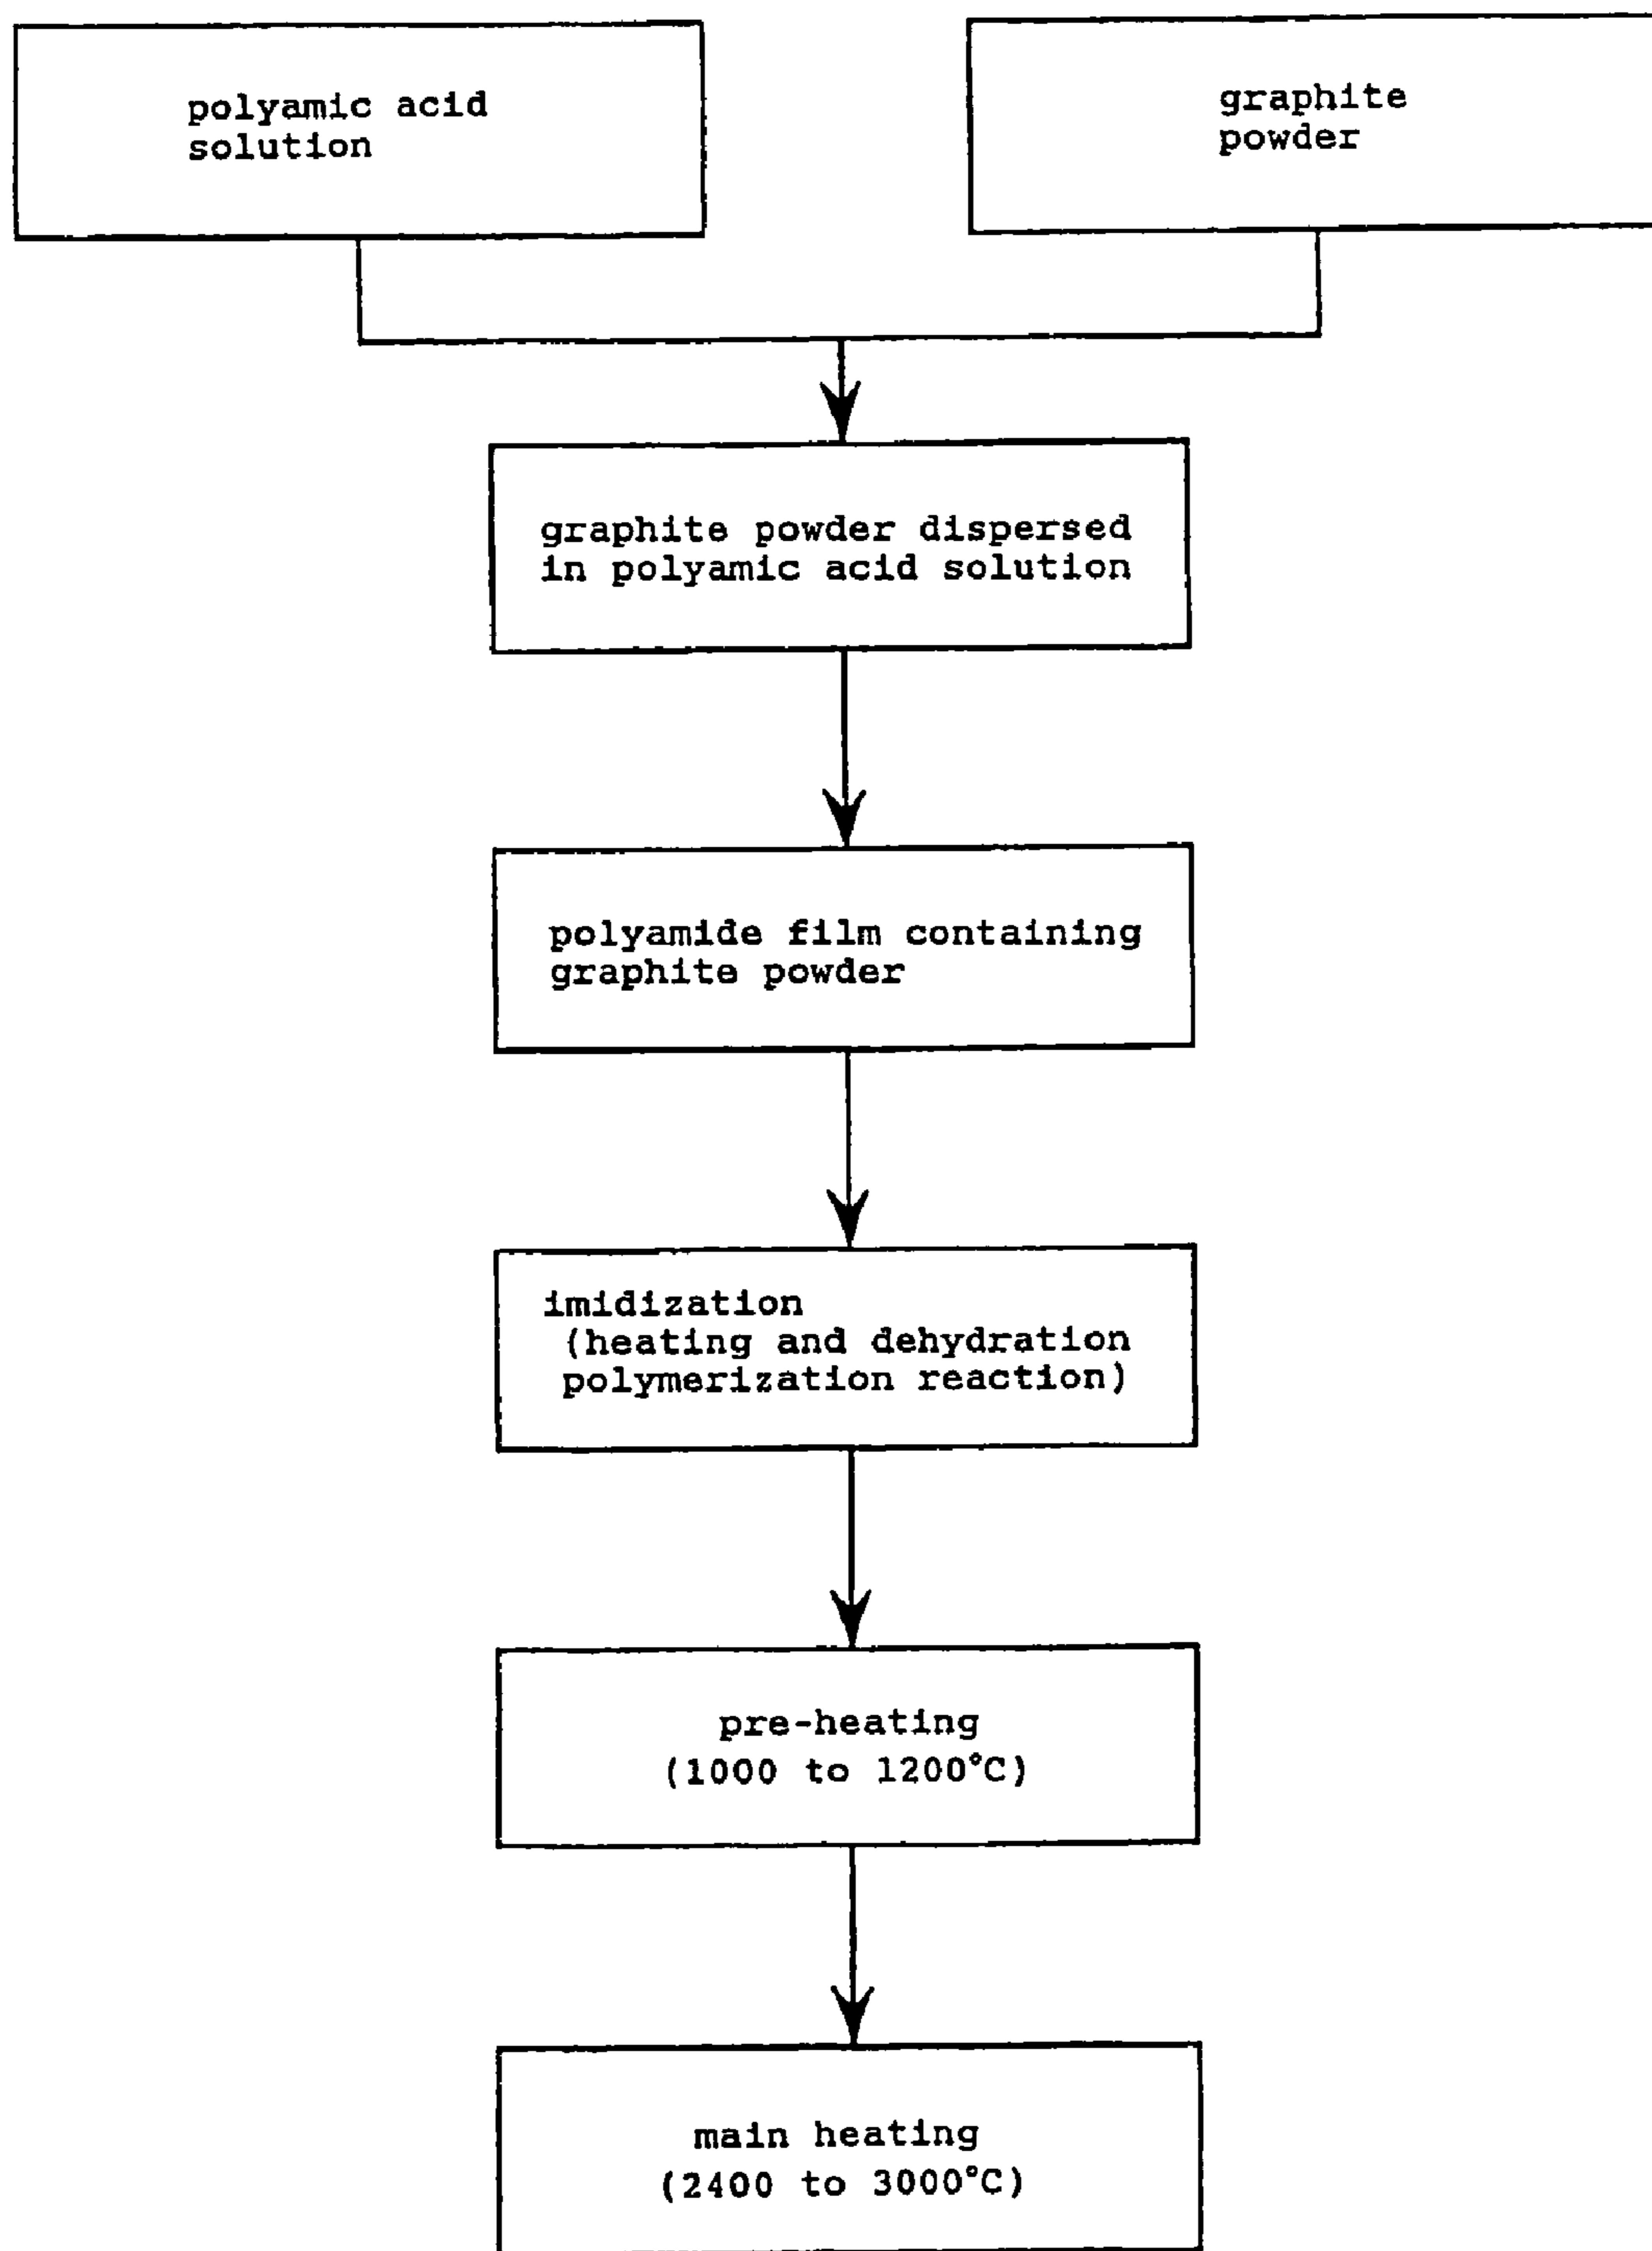 polyamic acid
solution
graphite
powder
graphite powder dispersed
in polyamic acid solution
polyamide film containing
graphite powder
imidization
(heating and dehydration
polymerization reaction)
pre-heating
(1000 to 1200°C)
main heating
(2400 to 3000°C)